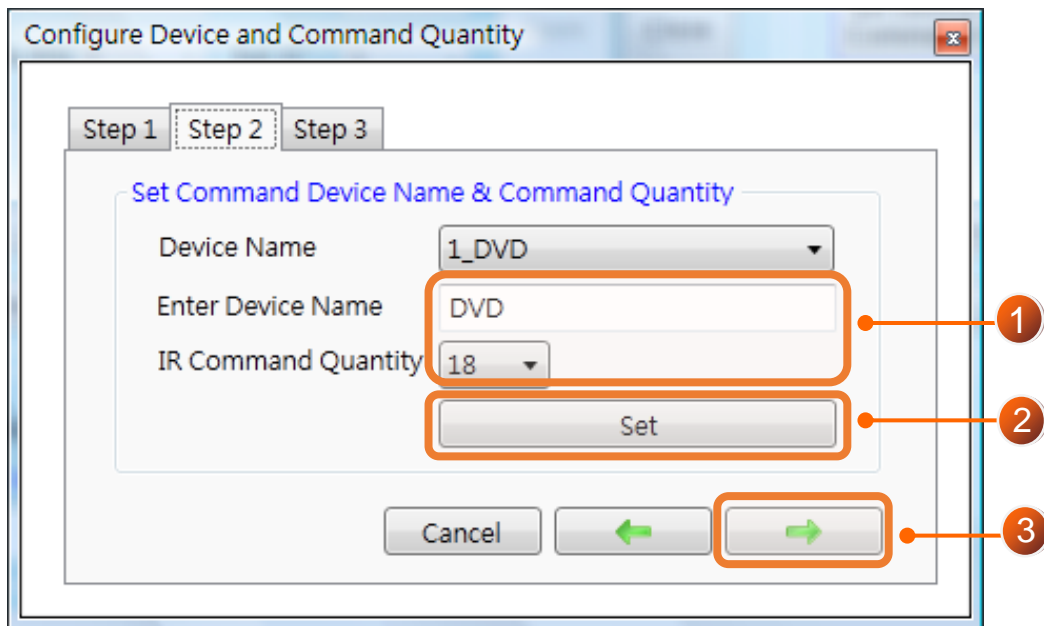 Configure Device and Command Quantity
Step 1 Step 2 Step 3
Set Command Device Name & Command Quantity
Device Name 1_DVD
Enter Device Name DVD
1
IR Command Quantity 18
Set
2
Cancel
3